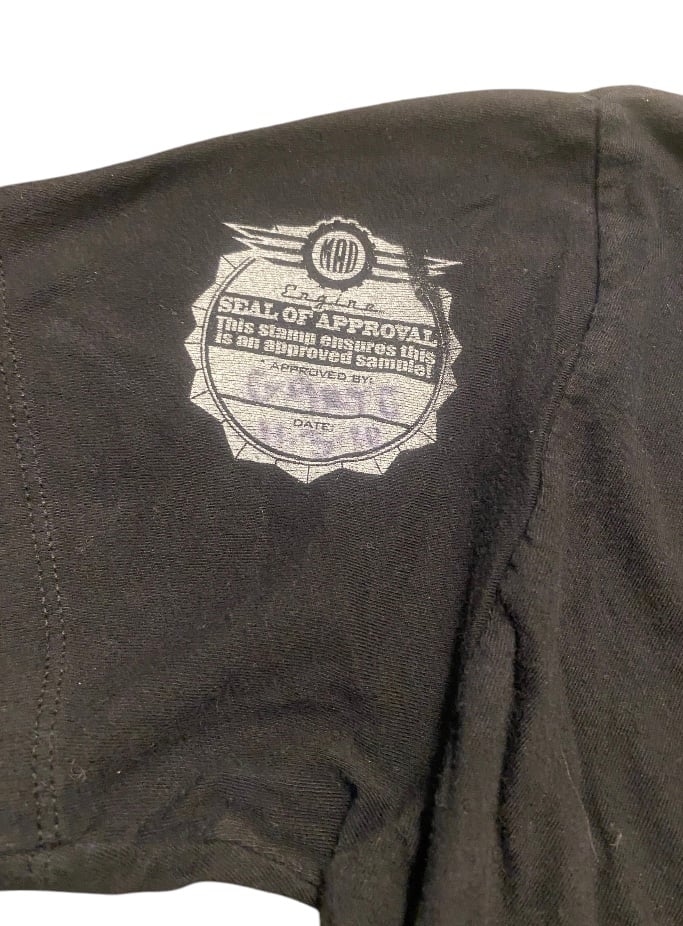 MAD
Engine
SEAL OF APPROVAL
This stamp ensures this
is an approved sample!
APPROVED BY:
DATE: